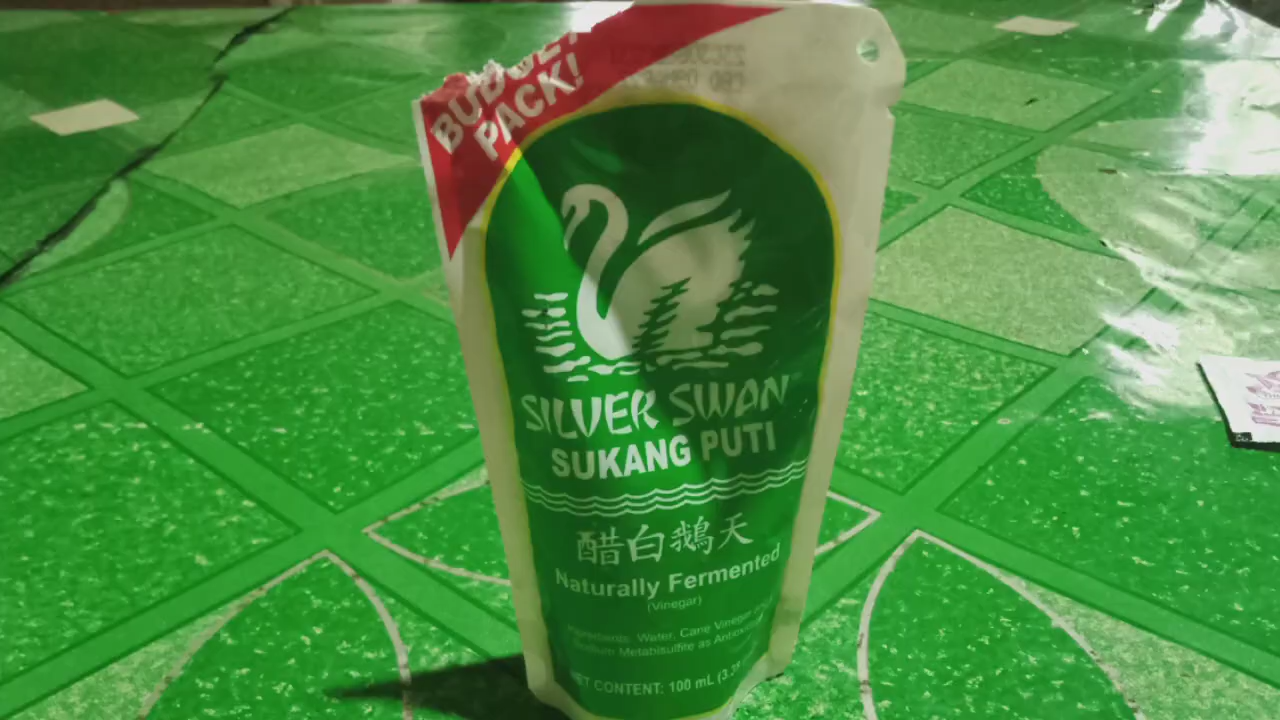 BUDGET
PACK!
SILVER SWAN
SUKANG PUTI
醋白鵝天
Naturally Fermented
(Vinegar)
Ingredients: Water, Cane Vinegar
Sodium Metabisulfite as
NET CONTENT: 100 mL